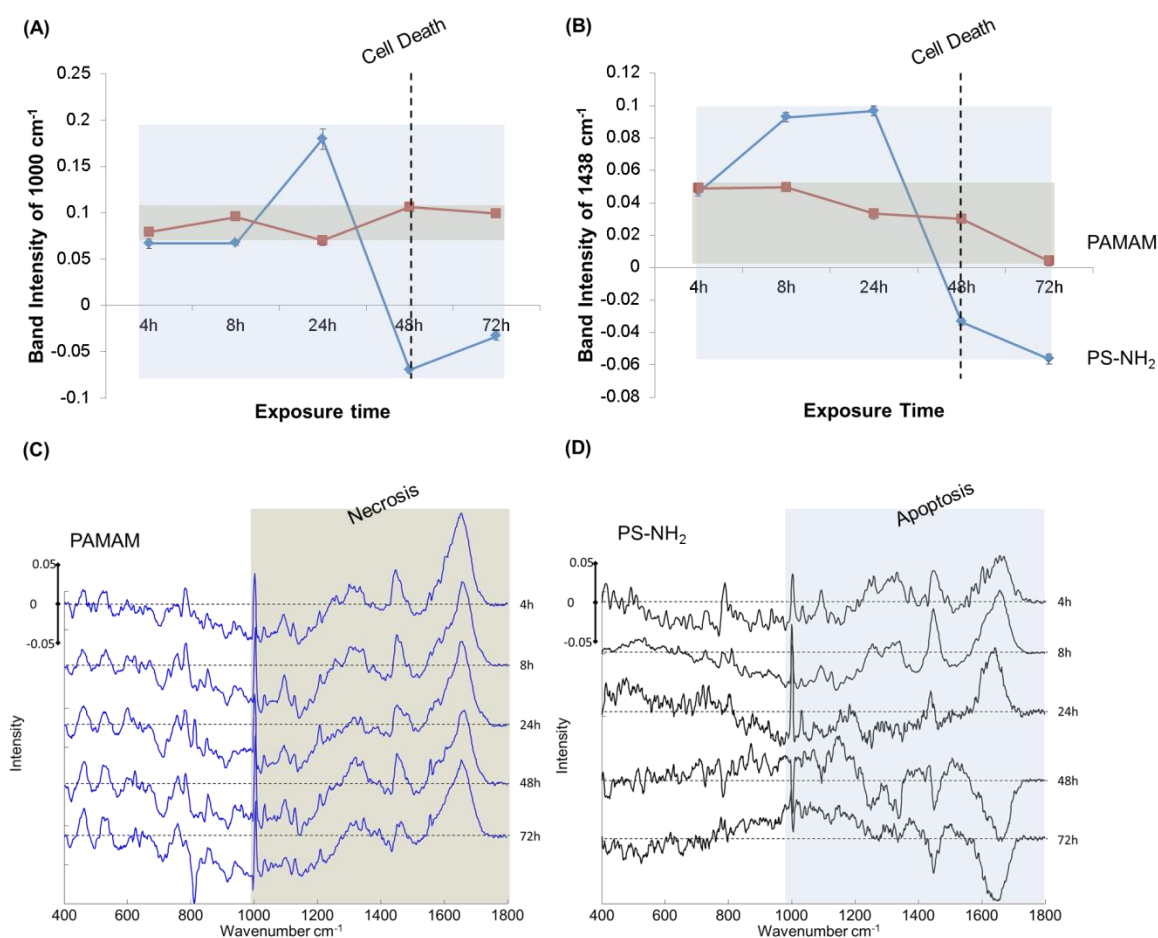 (A)
Cell Death
0.25
0.2
0.15
0.1
0.05
0
-0.05
-0.1
4h 8h 24h 48h 72h
Band Intensity of 1000 cm-1
Exposure time
(B)
Cell Death
0.12
0.1
0.08
0.06
0.04
0.02
0
-0.02
-0.04
-0.06
-0.08
4h 8h 24h 48h 72h
Band Intensity of 1438 cm-1
Exposure Time
PAMAM
PS-NH2
(C)
Necrosis
PAMAM
0.05
0
-0.05
4h
8h
24h
48h
72h
Intensity
400 600 800 1000 1200 1400 1600 1800
Wavenumber cm-1
(D)
Apoptosis
PS-NH2
0.05
0
-0.05
4h
8h
24h
48h
72h
Intensity
400 600 800 1000 1200 1400 1600 1800
Wavenumber cm-1